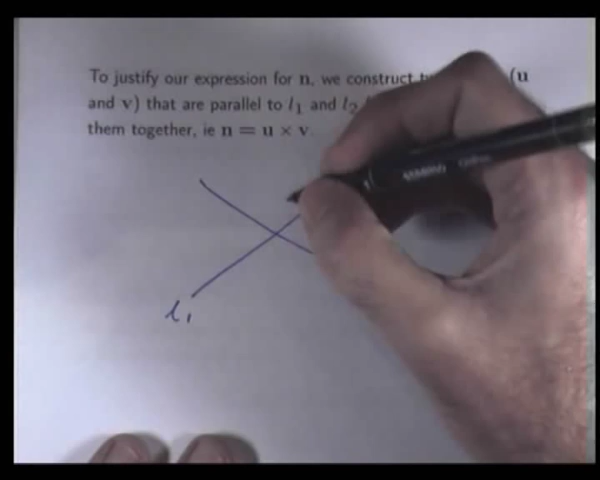 To justify our expression for n, we construct (u
and v) that are parallel to l₁ and l₂
them together, ie n = u × v.
l₁